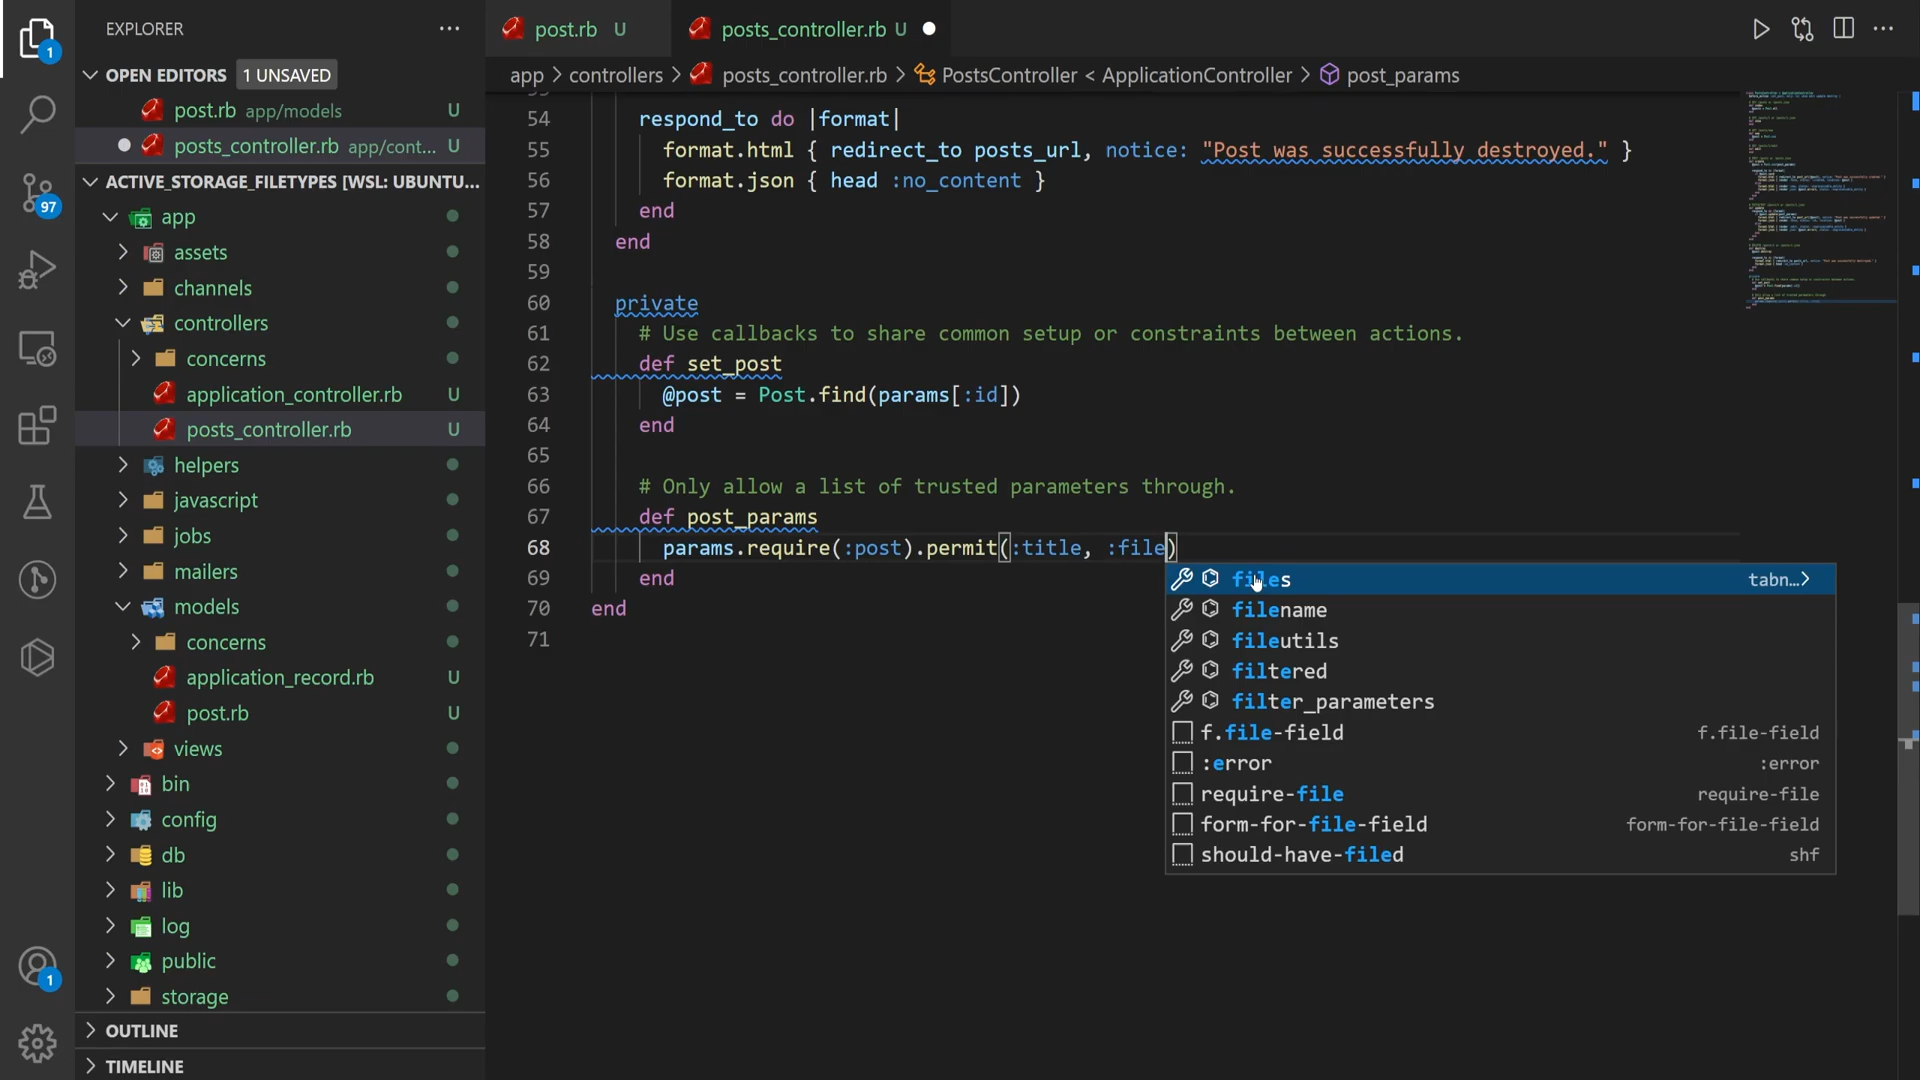 EXPLORER
OPEN EDITORS 1 UNSAVED
post.rb app/models U
posts_controller.rb app/cont... U
ACTIVE_STORAGE_FILETYPES [WSL: UBUNTU...
app
assets
channels
controllers
concerns
application_controller.rb U
posts_controller.rb U
helpers
javascript
jobs
mailers
models
concerns
application_record.rb U
post.rb U
views
bin
config
db
lib
log
public
storage
OUTLINE
TIMELINE
1
97
1
post.rb U
posts_controller.rb U
app > controllers > posts_controller.rb > PostsController < ApplicationController > post_params
54 respond_to do |format|
55 format.html { redirect_to posts_url, notice: "Post was successfully destroyed." }
56 format.json { head :no_content }
57 end
58 end
59
60 private
61 # Use callbacks to share common setup or constraints between actions.
62 def set_post
63 @post = Post.find(params[:id])
64 end
65
66 # Only allow a list of trusted parameters through.
67 def post_params
68 params.require(:post).permit(:title, :file)
69 end
70 end
71
files tabn...
filename
fileutils
filtered
filter_parameters
f.file-field f.file-field
:error :error
require-file require-file
form-for-file-field form-for-file-field
should-have-filed shf